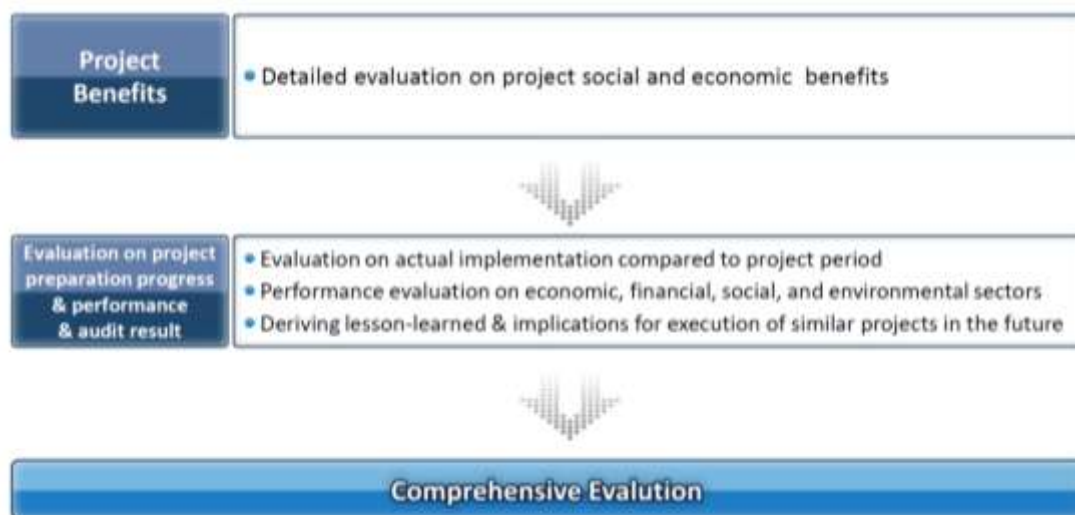 Project
Benefits
• Detailed evaluation on project social and economic benefits
Evaluation on project
preparation progress
& performance
& audit result
• Evaluation on actual implementation compared to project period
• Performance evaluation on economic, financial, social, and environmental sectors
• Deriving lesson-learned & implications for execution of similar projects in the future
Comprehensive Evalution